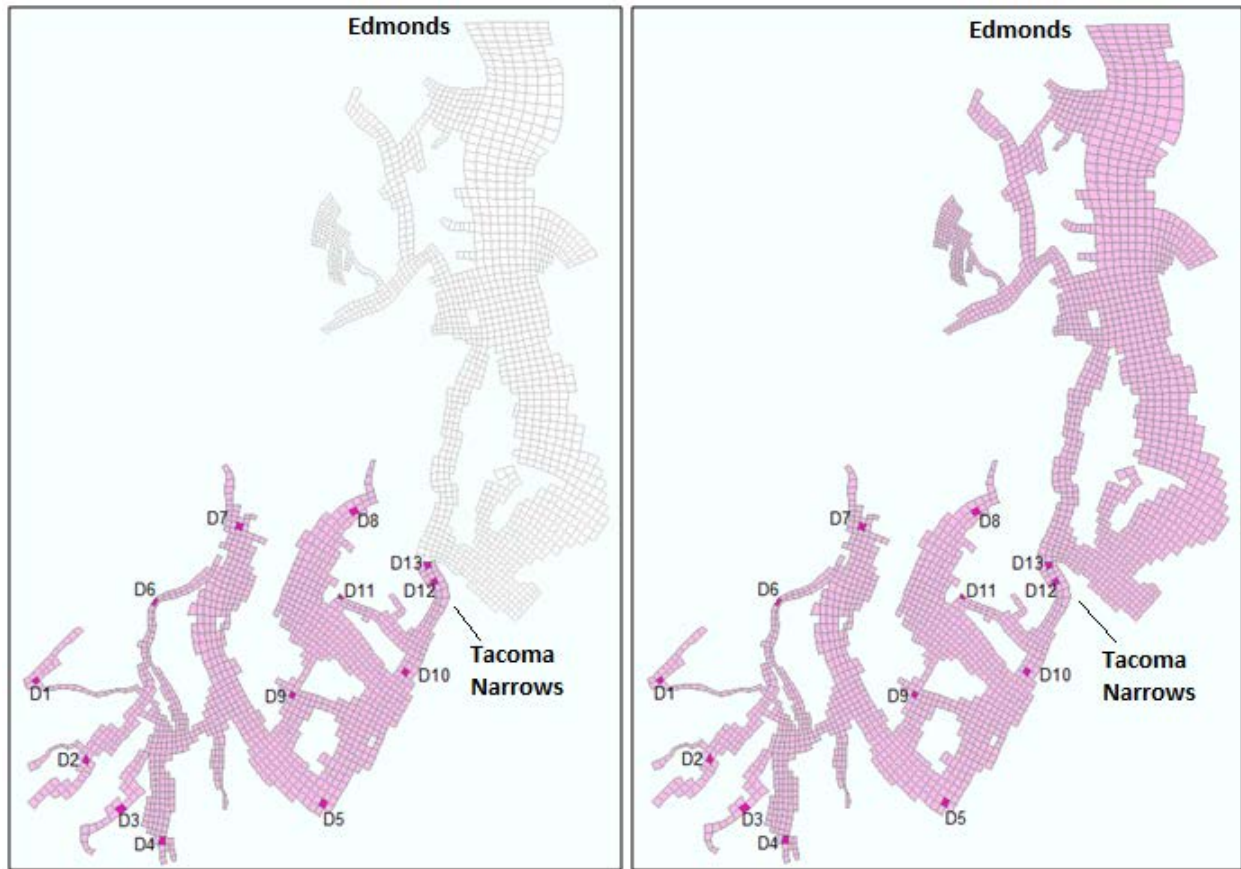 Edmonds
D7
D8
D13
D6
D11
D12
Tacoma
Narrows
D10
D1
D9
D2
D3
D5
D4
Edmonds
D7
D8
D13
D6
D11
D12
Tacoma
Narrows
D10
D1
D9
D2
D3
D5
D4